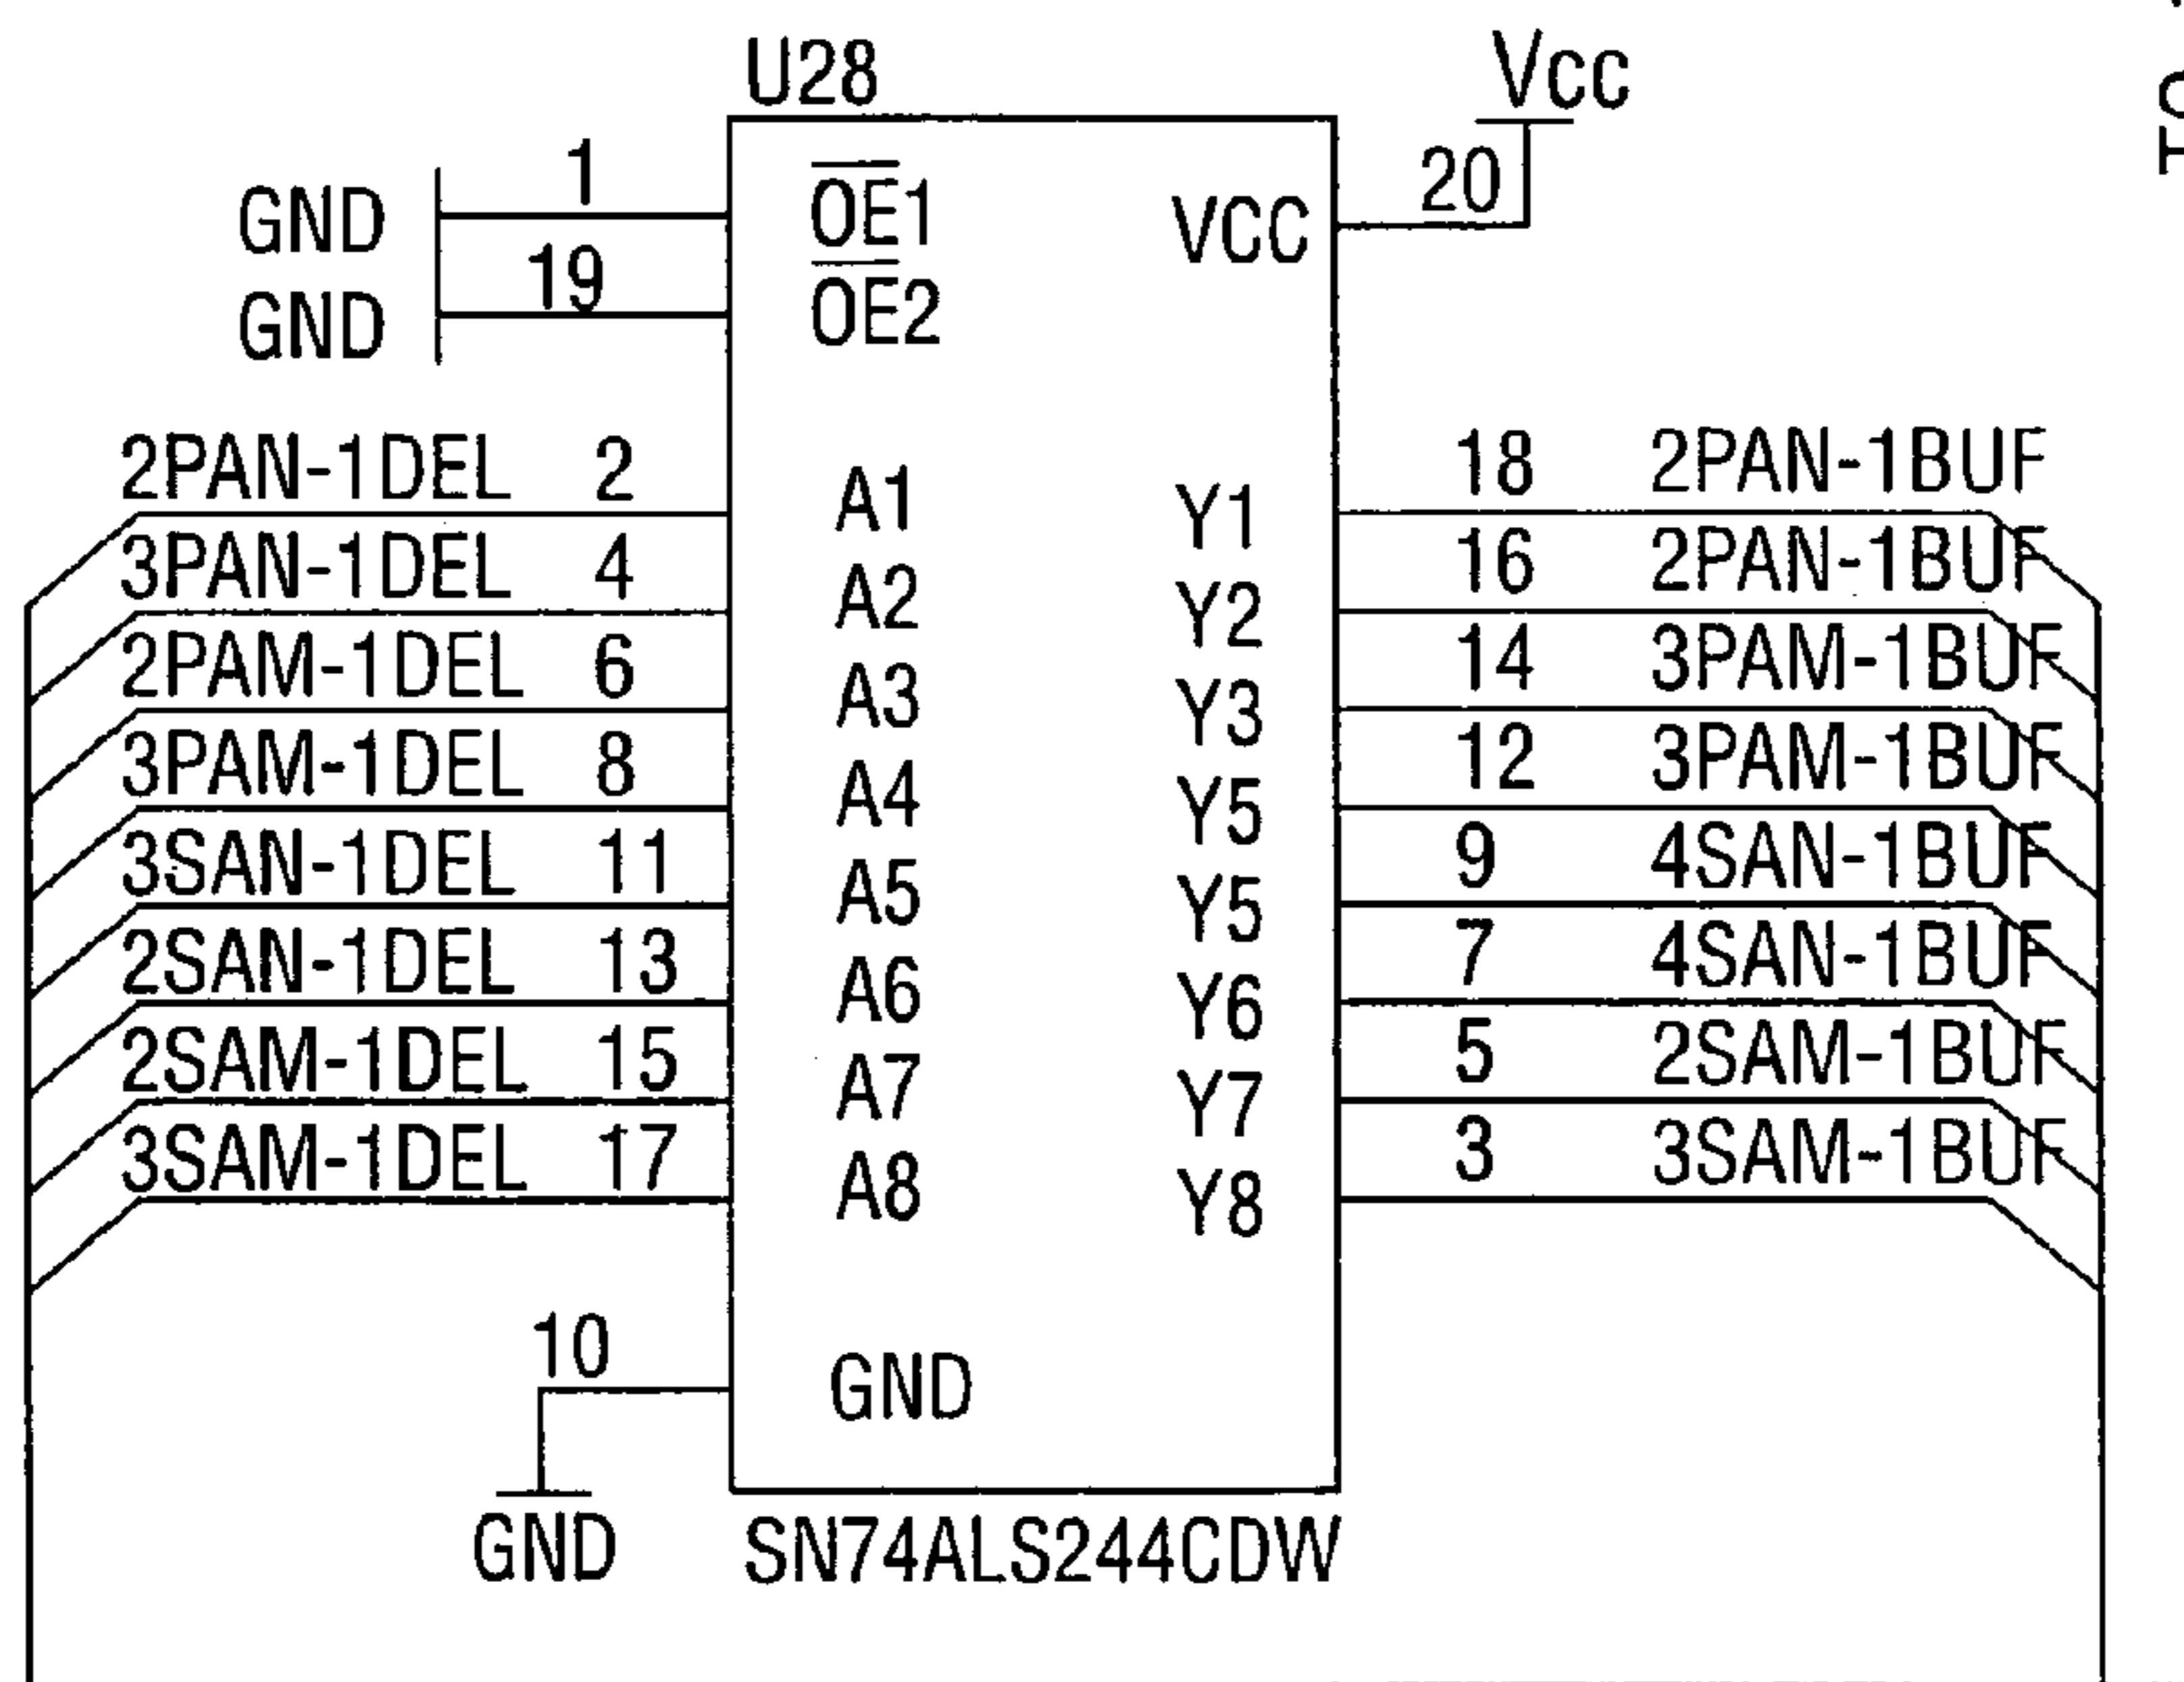 U28
Vcc
GND 1 OE1 VCC 20
GND 19 OE2
2PAN-1DEL 2 A1 Y1 18 2PAN-1BUF
3PAN-1DEL 4 A2 Y2 16 2PAN-1BUF
2PAM-1DEL 6 A3 Y3 14 3PAM-1BUF
3PAM-1DEL 8 A4 Y5 12 3PAM-1BUF
3SAN-1DEL 11 A5 Y5 9 4SAN-1BUF
2SAN-1DEL 13 A6 Y6 7 4SAN-1BUF
2SAM-1DEL 15 A7 Y7 5 2SAM-1BUF
3SAM-1DEL 17 A8 Y8 3 3SAM-1BUF
10 GND
GND
SN74ALS244CDW